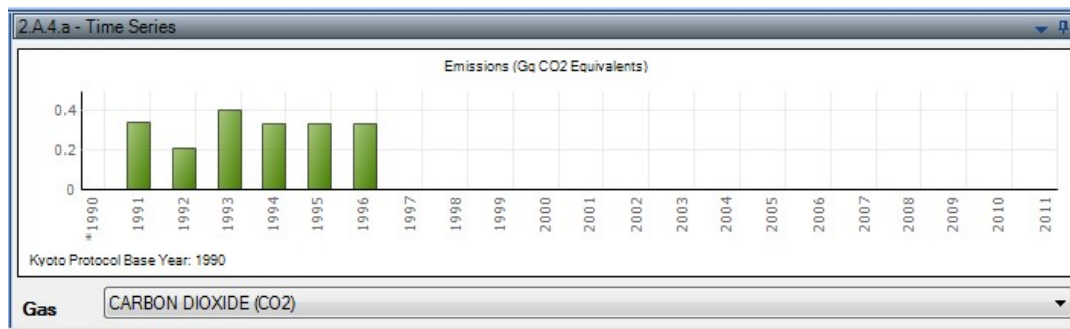 2.A.4.a - Time Series
Emissions (Gg CO2 Equivalents)
0.4
0.2
0
*1990 1991 1992 1993 1994 1995 1996 1997 1998 1999 2000 2001 2002 2003 2004 2005 2006 2007 2008 2009 2010 2011
Kyoto Protocol Base Year: 1990
Gas CARBON DIOXIDE (CO2)